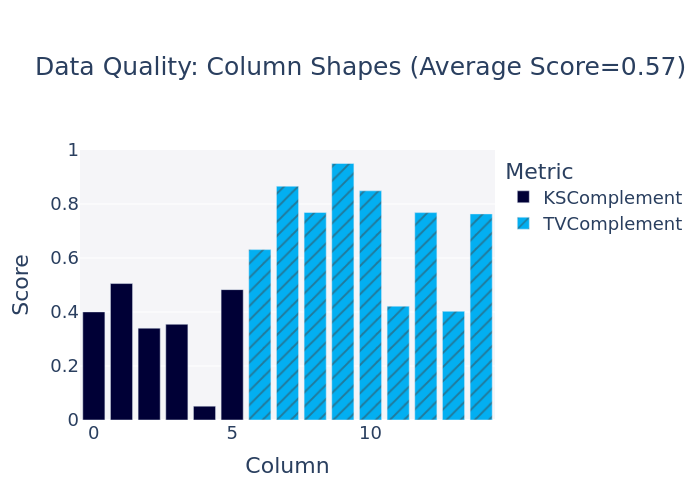 Data Quality: Column Shapes (Average Score=0.57)
1
0.8
0.6
0.4
0.2
0
Score
0
5
10
Column
Metric
KSComplement
TVComplement